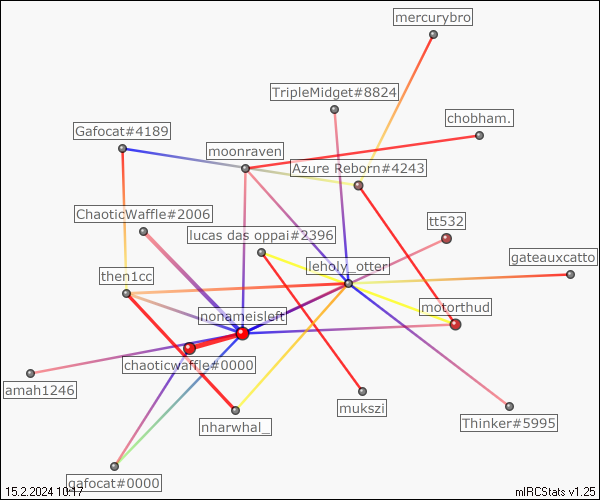 mercurybro
TripleMidget#8824
chobham.
Gafocat#4189
moonraven
Azure Reborn#4243
ChaoticWaffle#2006
tt532
lucas das oppai#2396
gateauxcatto
leholy_otter
then1cc
motorthud
nonameisleft
chaoticwaffle#0000
amah1246
mukszi
Thinker#5995
nharwhal_
gafocat#0000
15.2.2024 10:17
mIRCStats v1.25